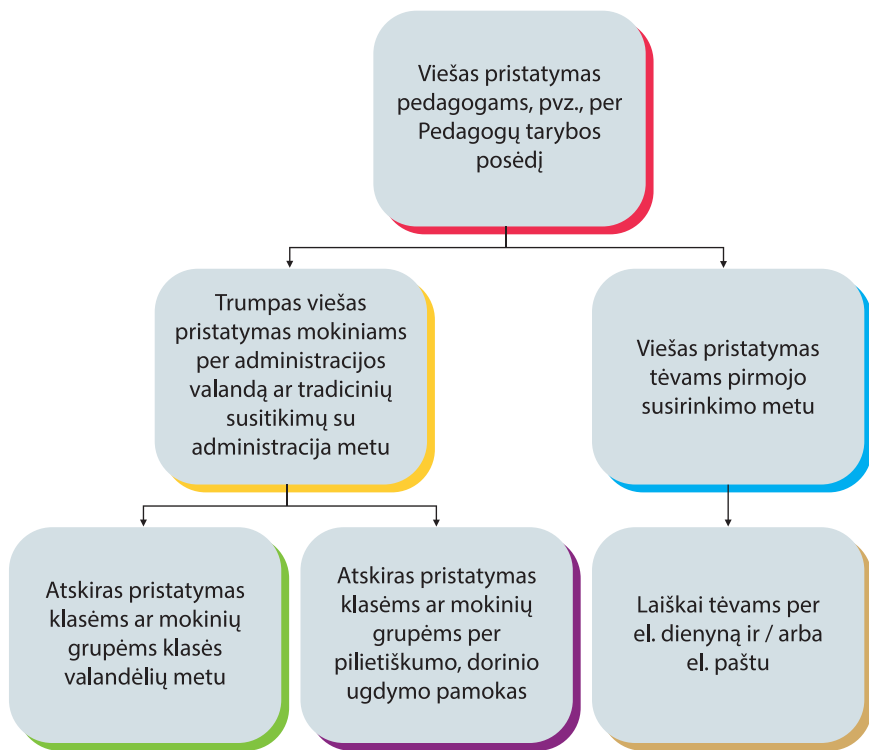 Viešas pristatymas
pedagogams, pvz., per
Pedagogų tarybos
posėdį
Trumpas viešas
pristatymas mokiniams
per administracijos
valandą ar tradicinių
susitikimų su
administracija metu
Viešas pristatymas
tėvams pirmojo
susirinkimo metu
Atskiras pristatymas
klasėms ar mokinių
grupėms klasės
valandėlių metu
Atskiras pristatymas
klasėms ar mokinių
grupėms per
pilietiškumo, dorinio
ugdymo pamokas
Laiškai tėvams per
el. dienyną ir / arba
el. paštu